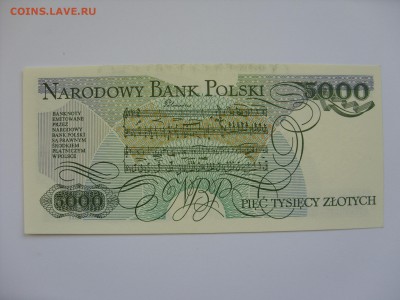 COINS.LAVE.RU
NARODOWY BANK POLSKI
5000
BANKNOTY
EMITOWANE
PRZEZ
NARODOWY
BANK POLSKI
SĄ PRAWNYM
ŚRODKIEM
PŁATNICZYM
W POLSCE
5000
PIĘĆ TYSIĘCY ZŁOTYCH